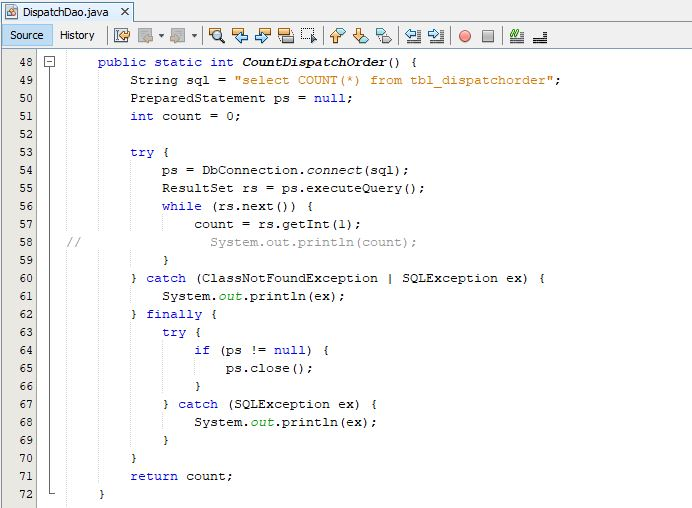 DispatchDao.java
Source History
48 public static int CountDispatchOrder() {
49 String sql = "select COUNT(*) from tbl_dispatchorder";
50 PreparedStatement ps = null;
51 int count = 0;
52
53 try {
54 ps = DbConnection.connect(sql);
55 ResultSet rs = ps.executeQuery();
56 while (rs.next()) {
57 count = rs.getInt(1);
58 // System.out.println(count);
59 }
60 } catch (ClassNotFoundException | SQLException ex) {
61 System.out.println(ex);
62 } finally {
63 try {
64 if (ps != null) {
65 ps.close();
66 }
67 } catch (SQLException ex) {
68 System.out.println(ex);
69 }
70 }
71 return count;
72 }